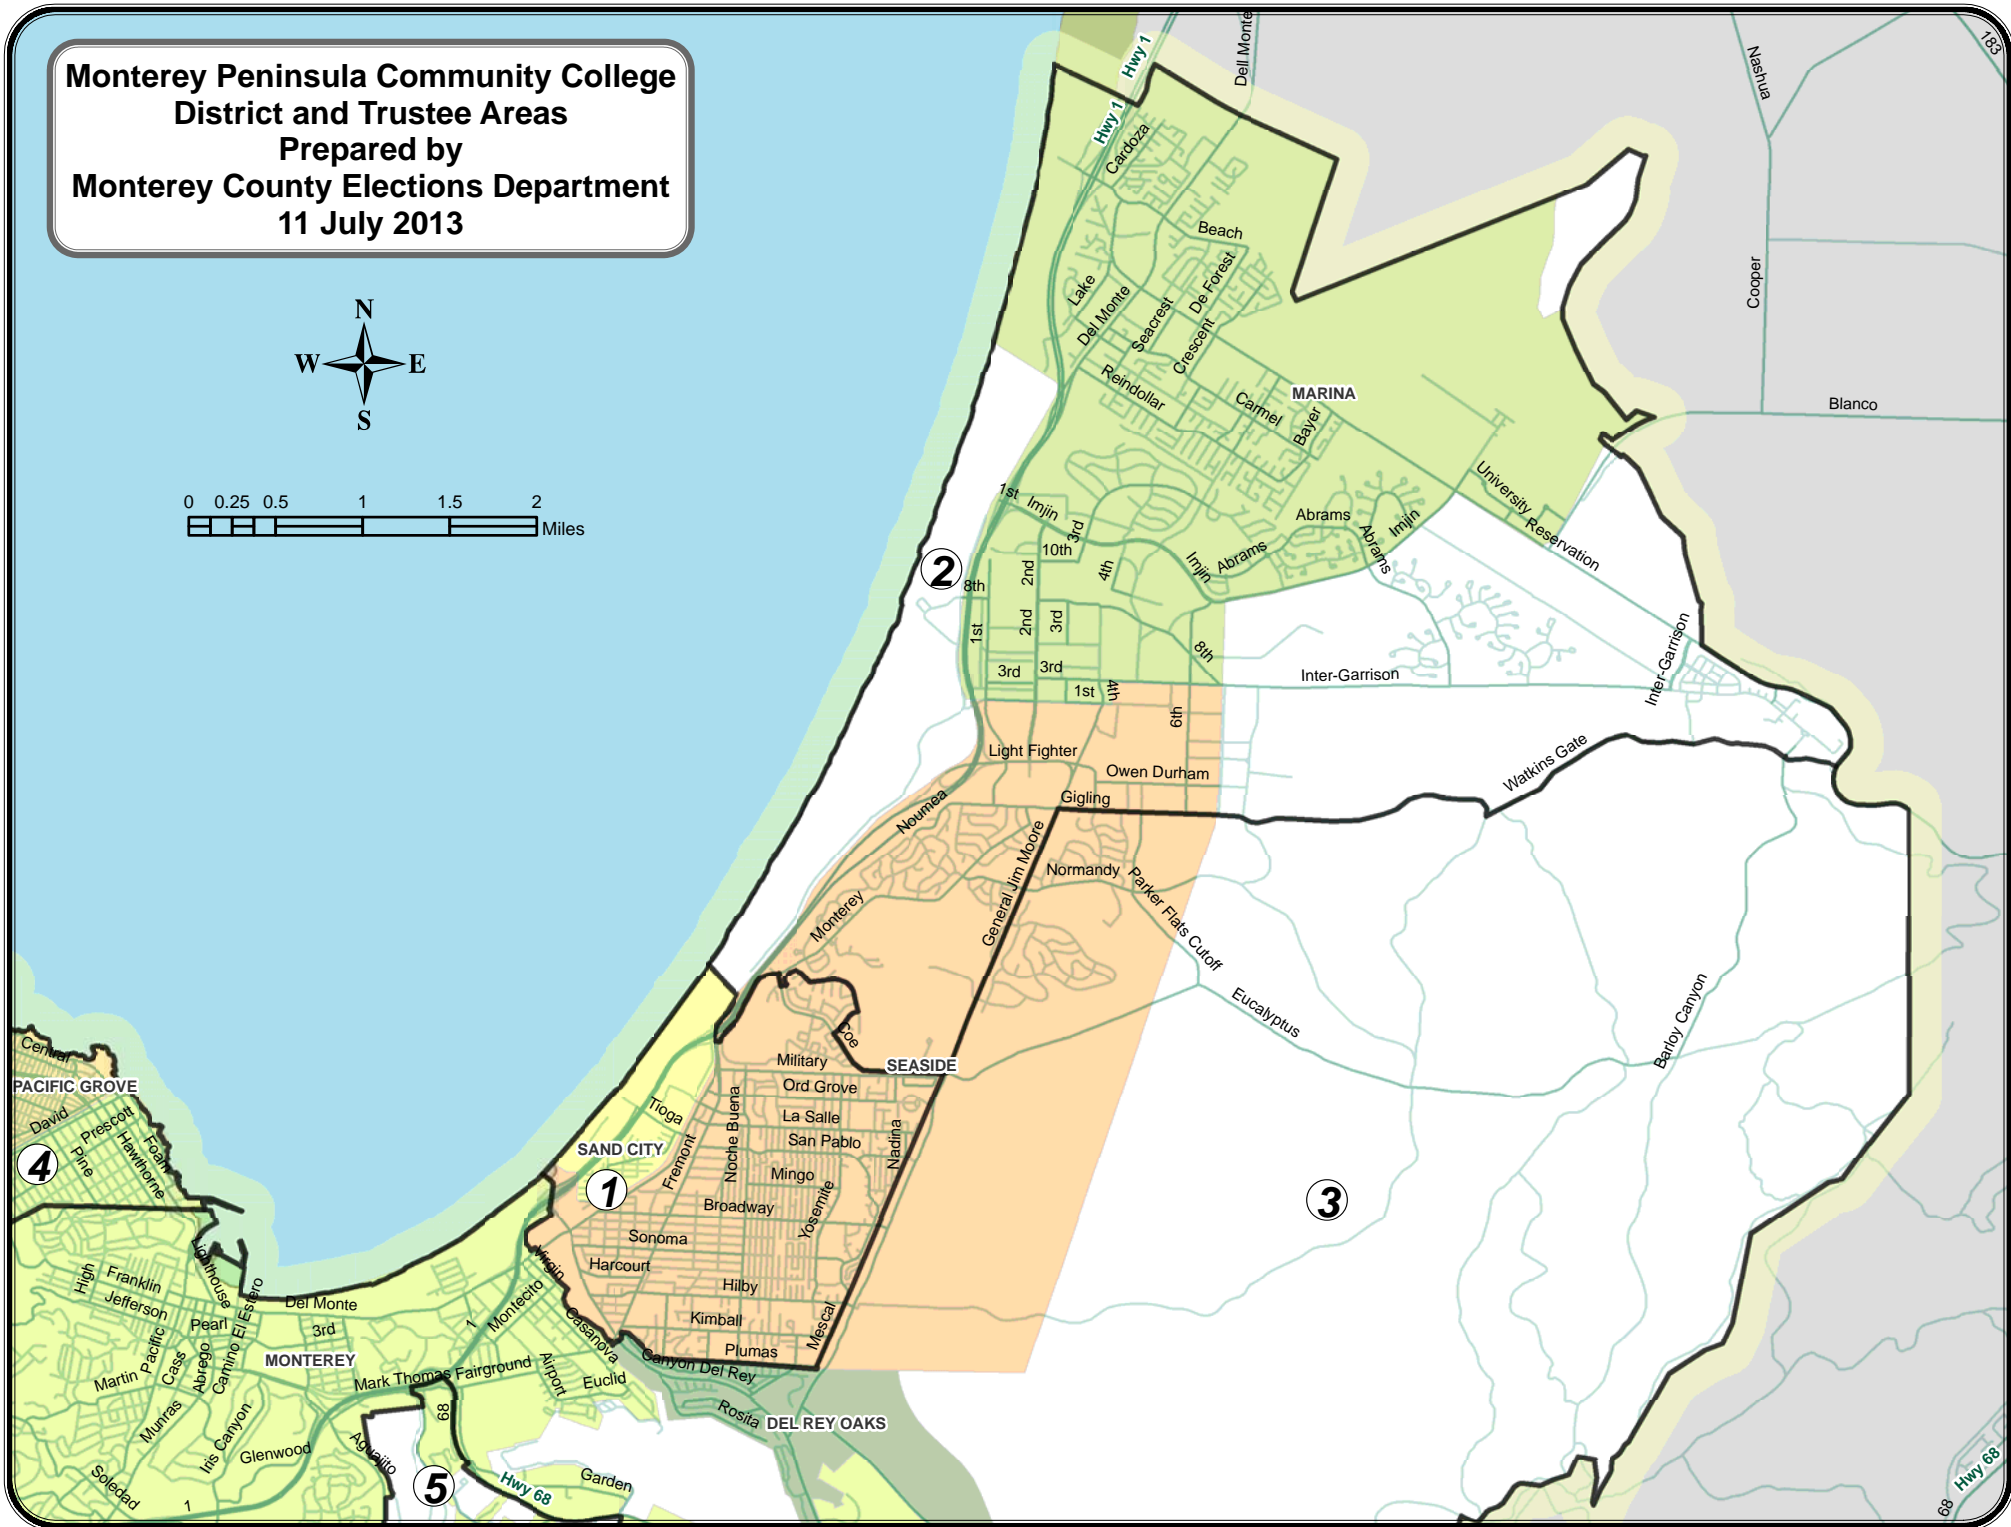 Monterey Peninsula Community College
District and Trustee Areas
Prepared by
Monterey County Elections Department
11 July 2013
N
W
E
S
0 0.25 0.5 1 1.5 2
Miles
Hwy 1
Dell Monte
Nashua
183
Hwy 1
Cardoza
Beach
Lake
Del Monte
De Forest
Seacrest
Crescent
Cooper
Reindollar
Carmel
Bayer
MARINA
Blanco
University
Reservation
1st
Imjin
3rd
10th
Abrams
Abrams
Imjin
Imjin
Abrams
2
8th
2nd
4th
1st
2nd
3rd
8th
3rd
3rd
1st
4th
6th
Inter-Garrison
Inter-Garrison
Light Fighter
Owen Durham
Gigling
Watkins Gate
Noumea
General Jim Moore
Normandy
Parker Flats Cutoff
Monterey
Eucalyptus
Barloy Canyon
Coe
Military
SEASIDE
Ord Grove
La Salle
San Pablo
Nadina
Noche Buena
Mingo
Tioga
Fremont
SAND CITY
1
Broadway
Yosemite
Sonoma
Harcourt
Hilby
Kimball
Plumas
Mescal
3
Central
PACIFIC GROVE
David
Prescott
Foam
Hawthorne
Pine
4
Lighthouse
High
Franklin
Jefferson
Pearl
Pacific
Cass
Abrego
Camino El Estero
Del Monte
3rd
MONTEREY
Martin
Munras
Iris Canyon
Glenwood
Soledad
1
Mark Thomas
Fairground
1
Montecito
Virgin
Casanova
Airport
Euclid
Canyon Del Rey
Rosita
DEL REY OAKS
68
Aguajito
5
Hwy 68
Garden
68
Hwy 68